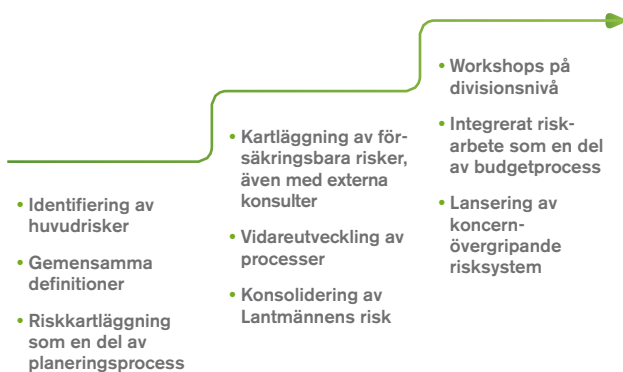 • Identifiering av
huvudrisker
• Gemensamma
definitioner
• Riskkartläggning
som en del av
planeringsprocess
• Kartläggning av för-
säkringsbara risker,
även med externa
konsulter
• Vidareutveckling av
processer
• Konsolidering av
Lantmännens risk
• Workshops på
divisionsnivå
• Integrerat risk-
arbete som en del
av budgetprocess
• Lansering av
koncern-
övergripande
risksystem